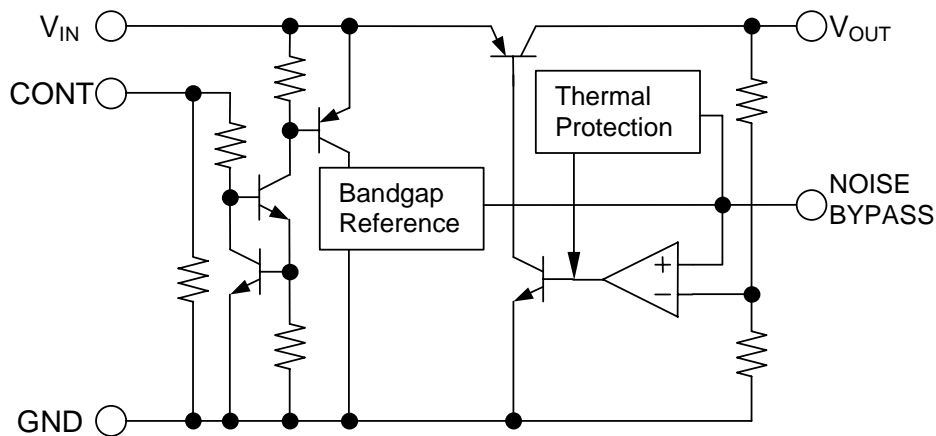 VIN
VOUT
CONT
Thermal
Protection
Bandgap
Reference
NOISE
BYPASS
+
−
GND